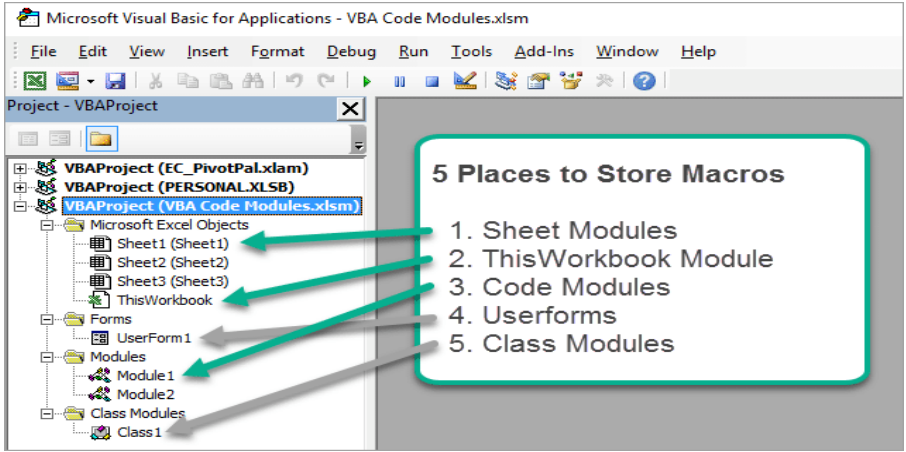 Microsoft Visual Basic for Applications - VBA Code Modules.xlsm
File Edit View Insert Format Debug Run Tools Add-Ins Window Help
Project - VBAProject
VBAProject (EC_PivotPal.xlam)
VBAProject (PERSONAL.XLSB)
VBAProject (VBA Code Modules.xlsm)
Microsoft Excel Objects
Sheet1 (Sheet1)
Sheet2 (Sheet2)
Sheet3 (Sheet3)
ThisWorkbook
Forms
UserForm1
Modules
Module1
Module2
Class Modules
Class1
5 Places to Store Macros
1. Sheet Modules
2. ThisWorkbook Module
3. Code Modules
4. Userforms
5. Class Modules